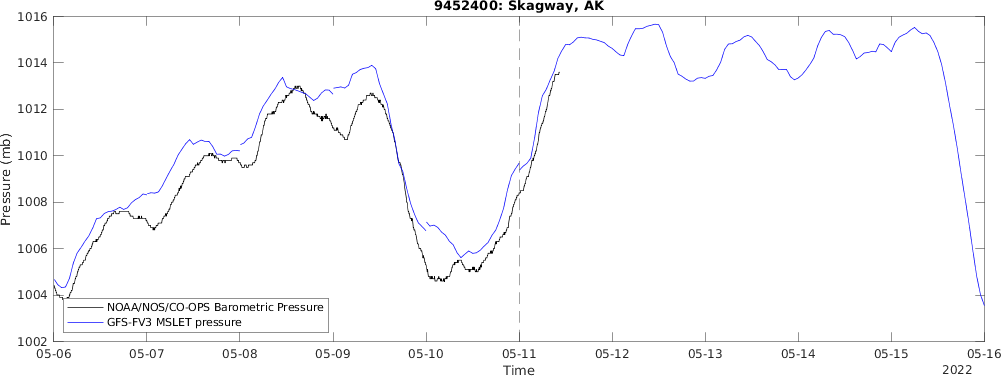 9452400: Skagway, AK
1016
1014
1012
1010
1008
1006
1004
1002
Pressure (mb)
NOAA/NOS/CO-OPS Barometric Pressure
GFS-FV3 MSLET pressure
05-06 05-07 05-08 05-09 05-10 05-11 05-12 05-13 05-14 05-15 05-16
Time
2022